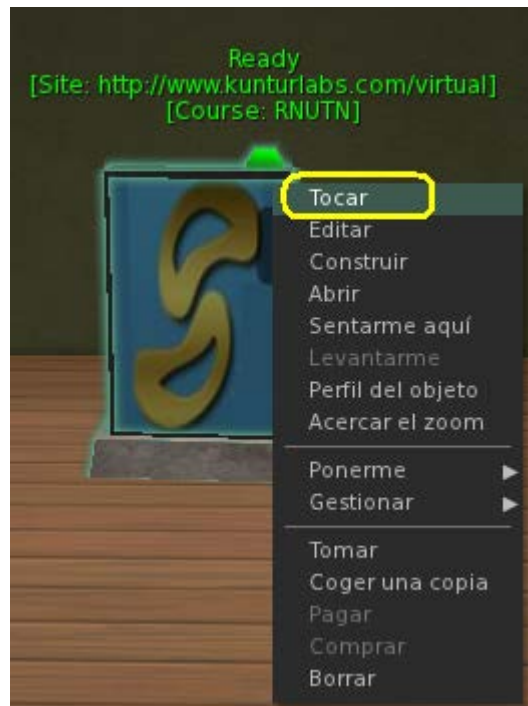 Ready
[Site: http://www.kunturlabs.com/virtual]
[Course: RNUTN]
Tocar
Editar
Construir
Abrir
Sentarme aquí
Levantarme
Perfil del objeto
Acercar el zoom
Ponerme
Gestionar
Tomar
Coger una copia
Pagar
Comprar
Borrar